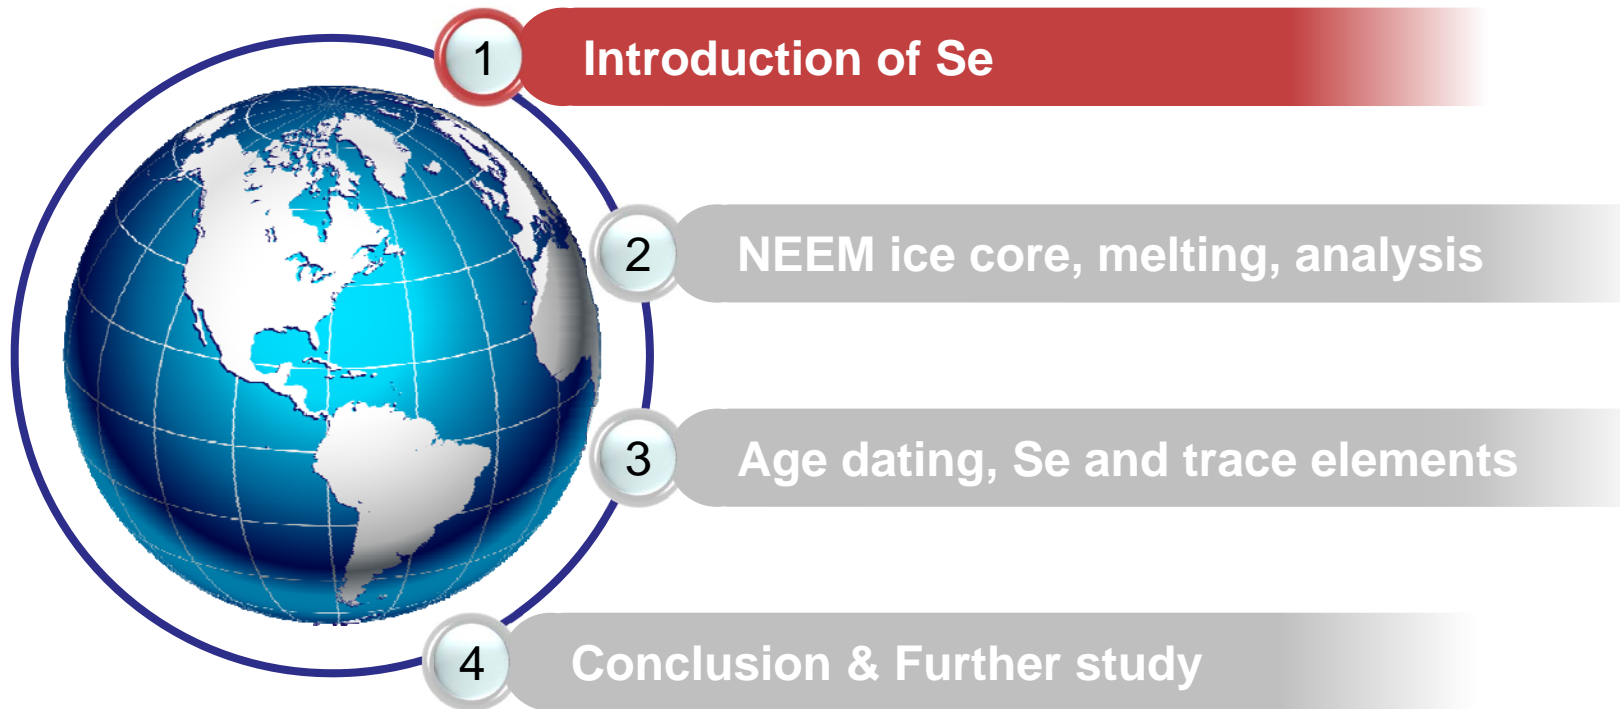 1 Introduction of Se
2 NEEM ice core, melting, analysis
3 Age dating, Se and trace elements
4 Conclusion & Further study